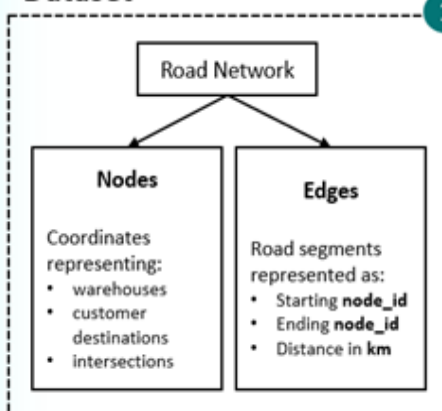 Dataset
Road Network
Nodes
Coordinates
representing:
• warehouses
• customer
destinations
• intersections
Edges
Road segments
represented as:
• Starting node_id
• Ending node_id
• Distance in km